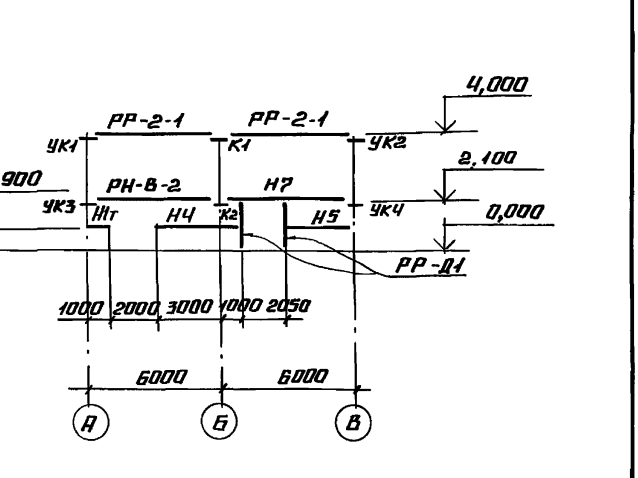 4,000
РР-2-1 РР-2-1
УК1 К1 УК2
900 РН-В-2 Н7 2,100
УК3 Н1т Н4 К2 Н5 УК4 0,000
РР-Д1
1000 2000 3000 1000 2050
6000 6000
А Б В